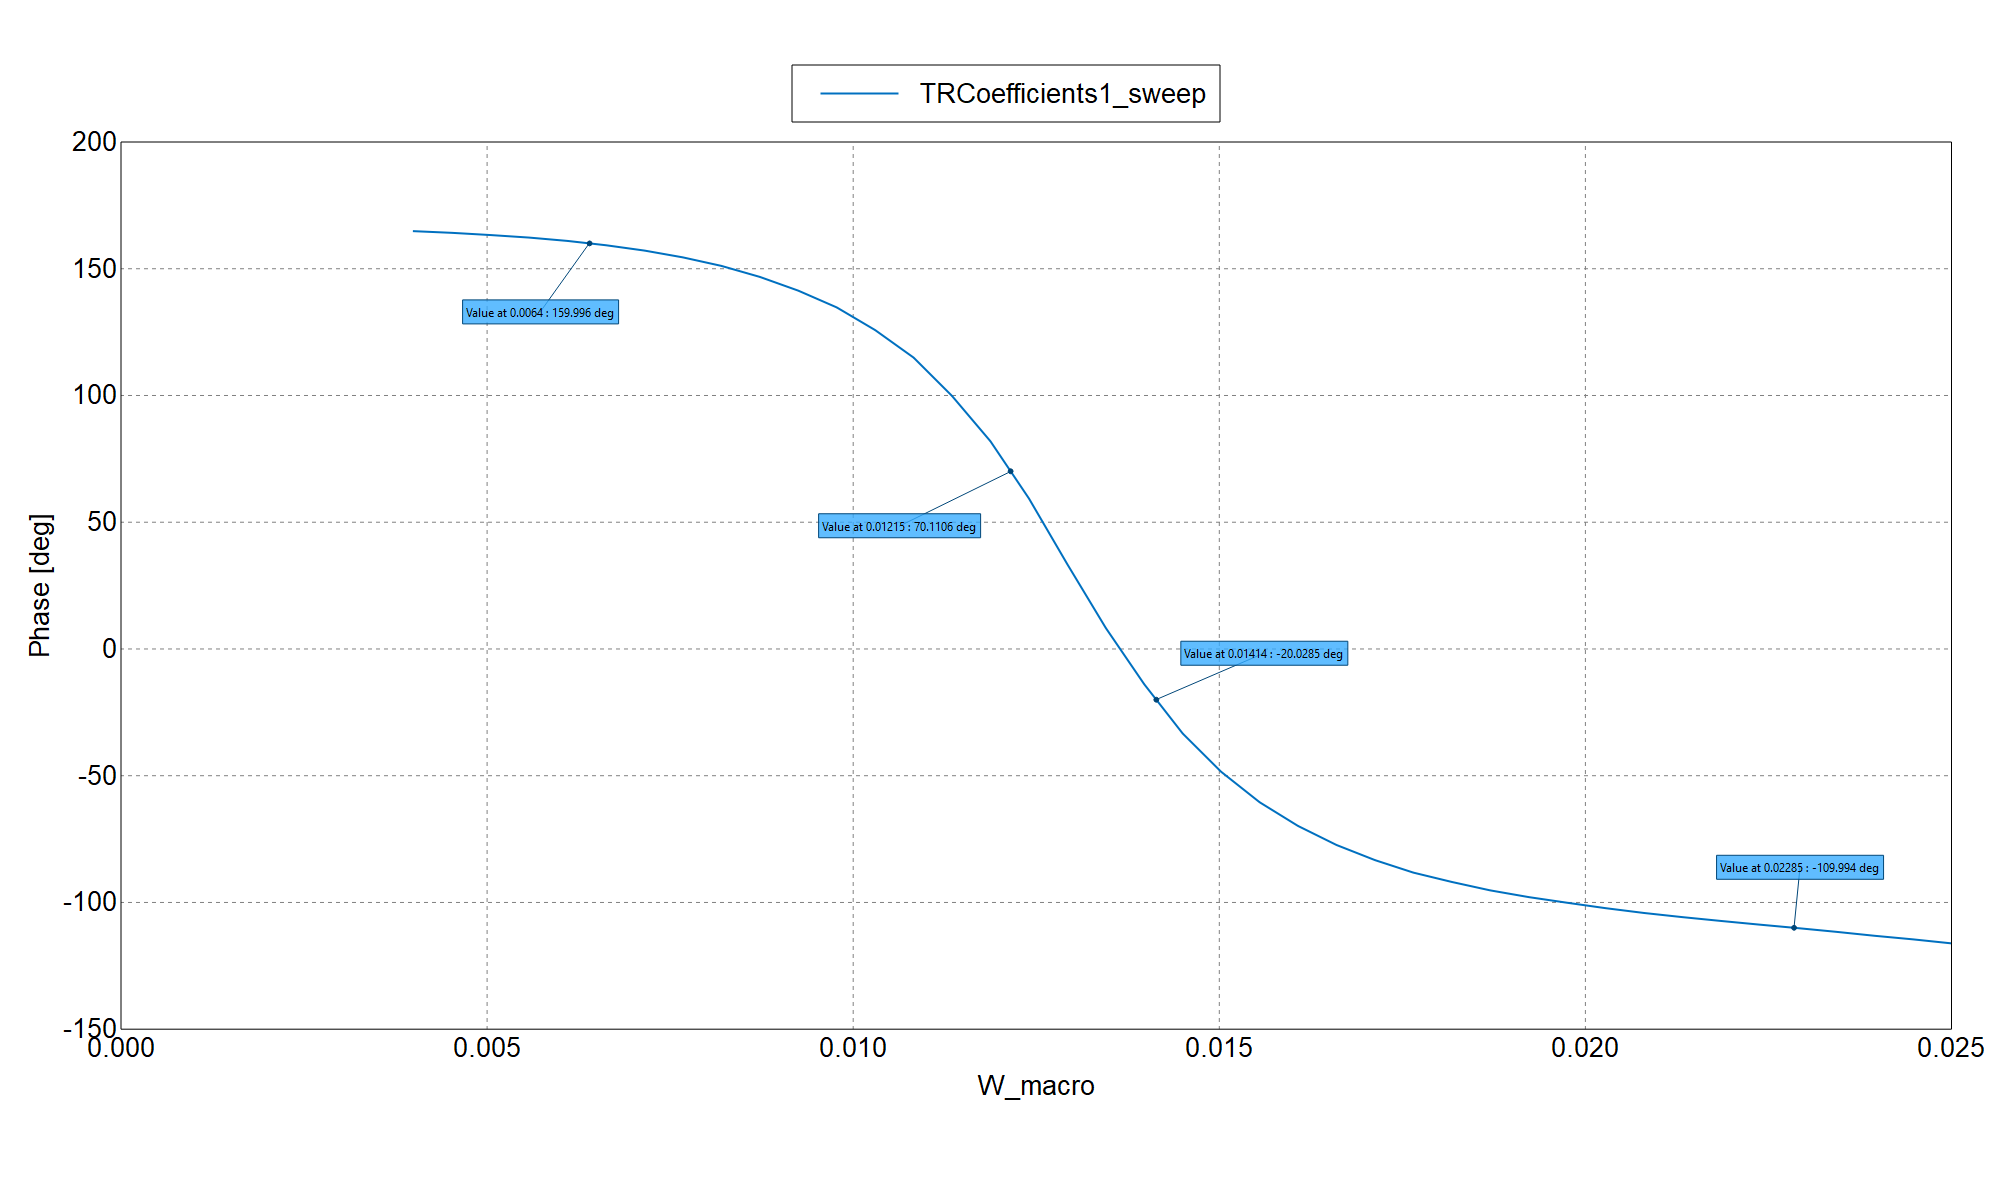 TRCoefficients1_sweep
200
150
100
50
0
-50
-100
-150
Phase [deg]
Value at 0.0064 : 159.996 deg
Value at 0.01215 : 70.1106 deg
Value at 0.01414 : -20.0285 deg
Value at 0.02285 : -109.994 deg
0.000 0.005 0.010 0.015 0.020 0.025
W_macro